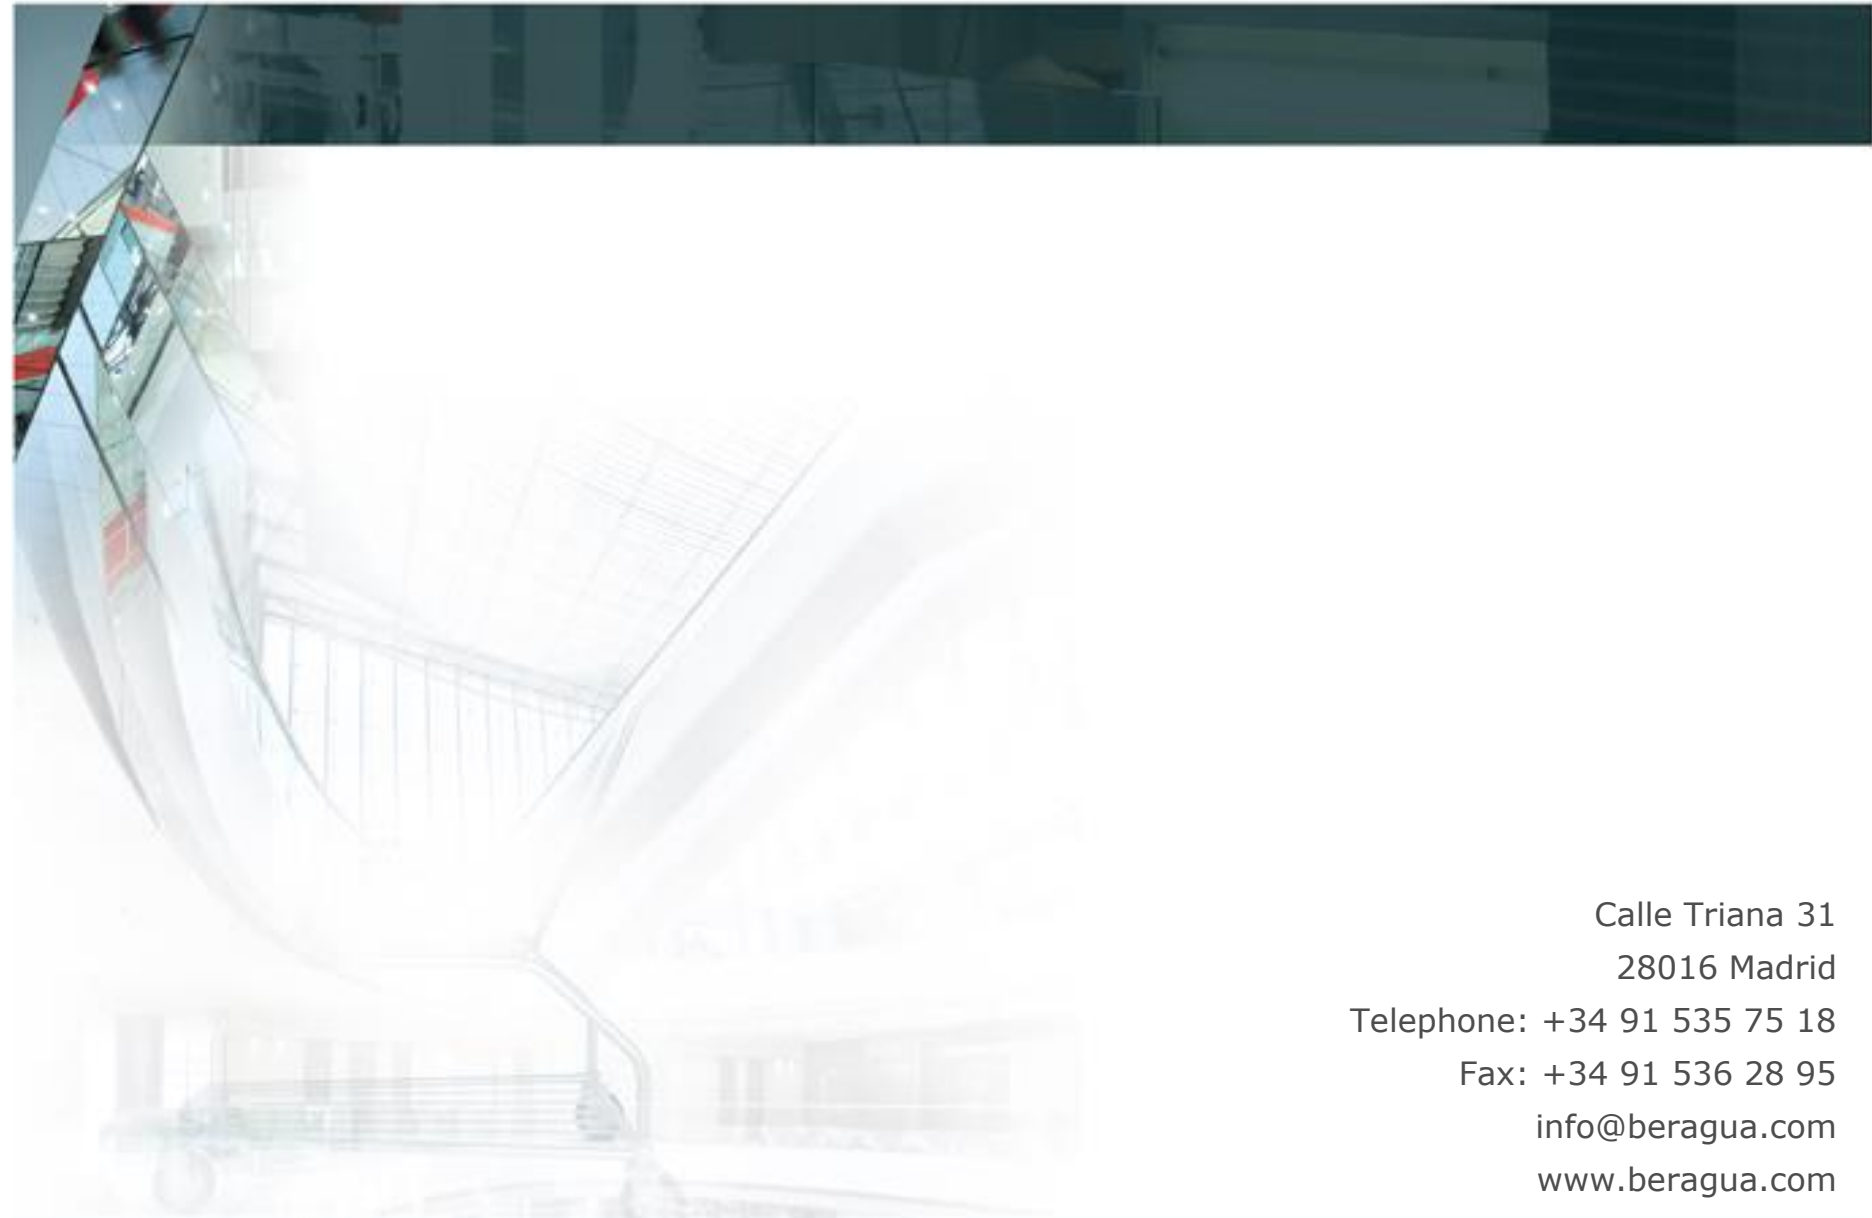 Calle Triana 31
28016 Madrid
Telephone: +34 91 535 75 18
Fax: +34 91 536 28 95
info@beragua.com
www.beragua.com